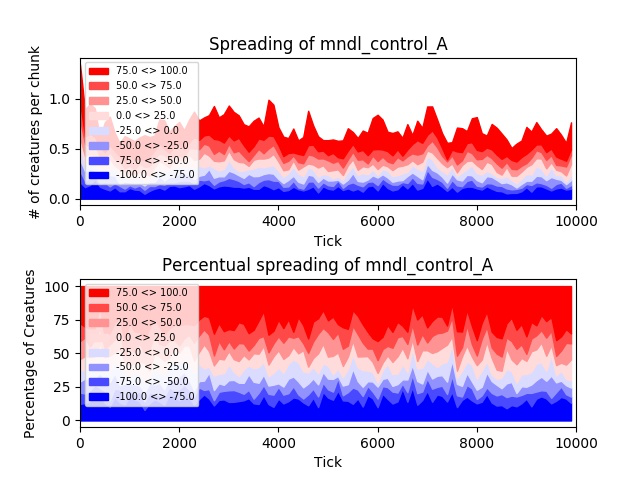 Spreading of mndl_control_A
# of creatures per chunk
1.0
0.5
0.0
75.0 <> 100.0
50.0 <> 75.0
25.0 <> 50.0
0.0 <> 25.0
-25.0 <> 0.0
-50.0 <> -25.0
-75.0 <> -50.0
-100.0 <> -75.0
0 2000 4000 6000 8000 10000
Tick
Percentual spreading of mndl_control_A
Percentage of Creatures
100
75
50
25
0
75.0 <> 100.0
50.0 <> 75.0
25.0 <> 50.0
0.0 <> 25.0
-25.0 <> 0.0
-50.0 <> -25.0
-75.0 <> -50.0
-100.0 <> -75.0
0 2000 4000 6000 8000 10000
Tick